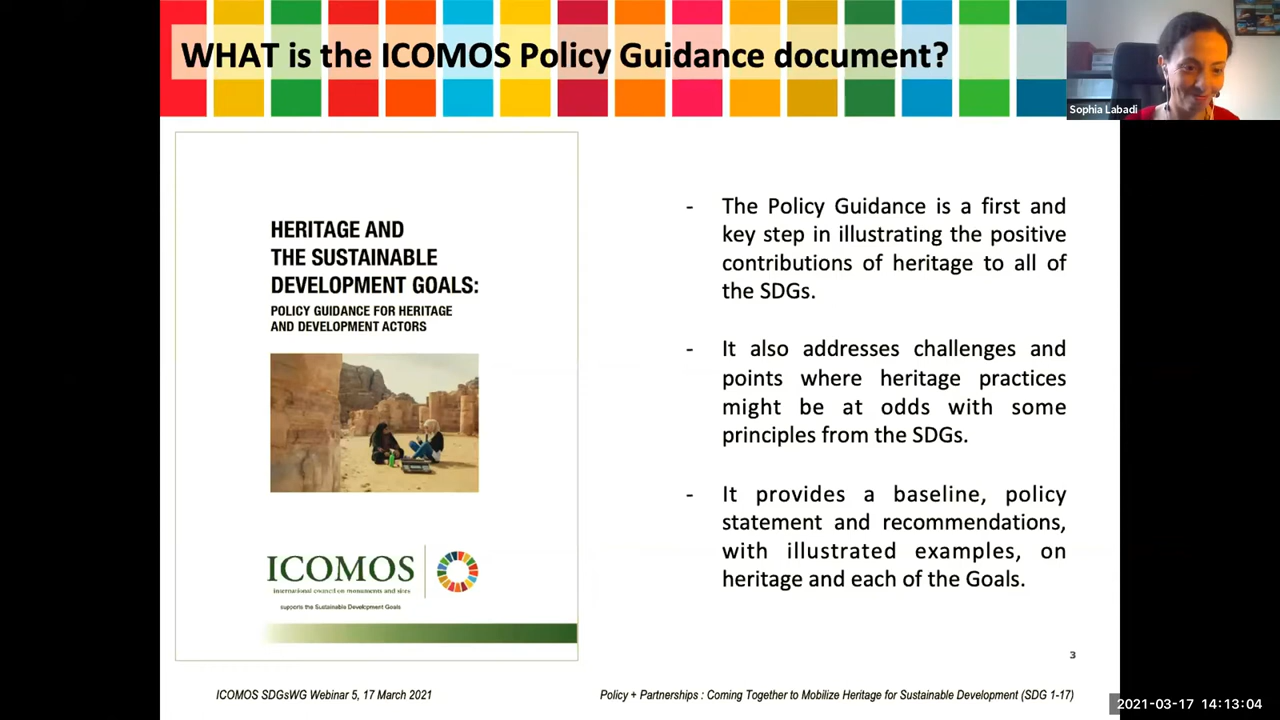 WHAT is the ICOMOS Policy Guidance document?
Sophia Labadi
HERITAGE AND
THE SUSTAINABLE
DEVELOPMENT GOALS:
POLICY GUIDANCE FOR HERITAGE
AND DEVELOPMENT ACTORS
ICOMOS
international council on monuments and sites
supports the Sustainable Development Goals
- The Policy Guidance is a first and
key step in illustrating the positive
contributions of heritage to all of
the SDGs.
- It also addresses challenges and
points where heritage practices
might be at odds with some
principles from the SDGs.
- It provides a baseline, policy
statement and recommendations,
with illustrated examples, on
heritage and each of the Goals.
3
ICOMOS SDGsWG Webinar 5, 17 March 2021
Policy + Partnerships : Coming Together to Mobilize Heritage for Sustainable Development (SDG 1-17)
2021-03-17 14:13:04